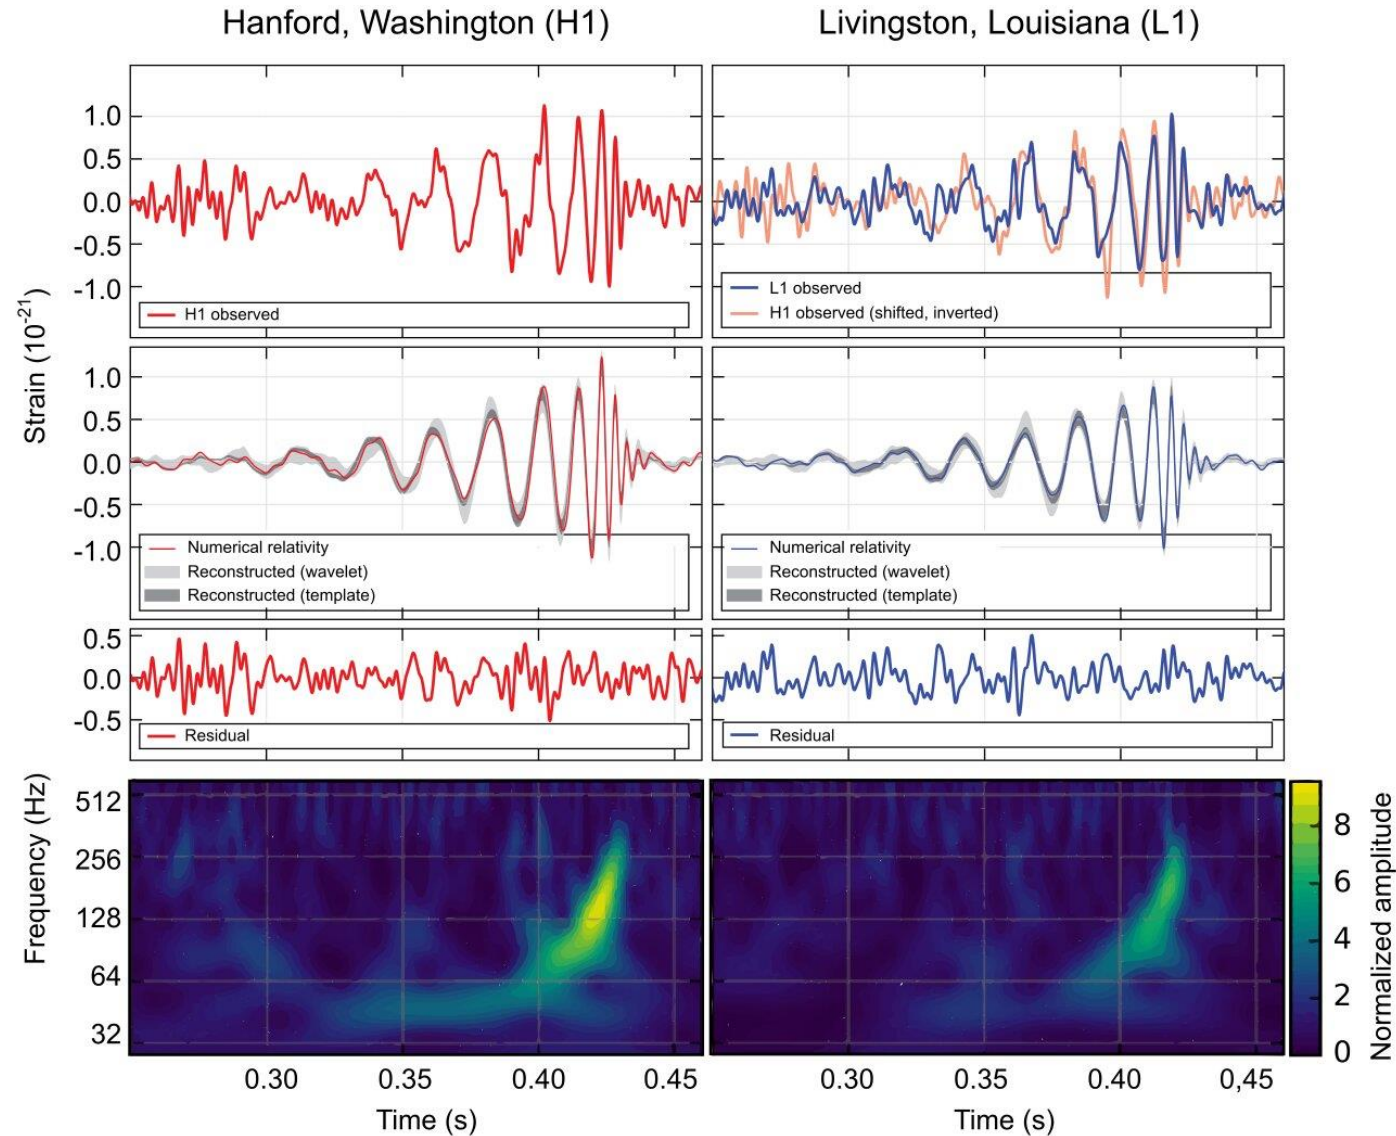 Hanford, Washington (H1)
Livingston, Louisiana (L1)
Strain (10-21)
1.0
0.5
0.0
-0.5
-1.0
H1 observed
L1 observed
H1 observed (shifted, inverted)
1.0
0.5
0.0
-0.5
-1.0
Numerical relativity
Reconstructed (wavelet)
Reconstructed (template)
Numerical relativity
Reconstructed (wavelet)
Reconstructed (template)
0.5
0.0
-0.5
Residual
Residual
Frequency (Hz)
512
256
128
64
32
Normalized amplitude
8
6
4
2
0
0.30 0.35 0.40 0.45
0.30 0.35 0.40 0,45
Time (s)
Time (s)